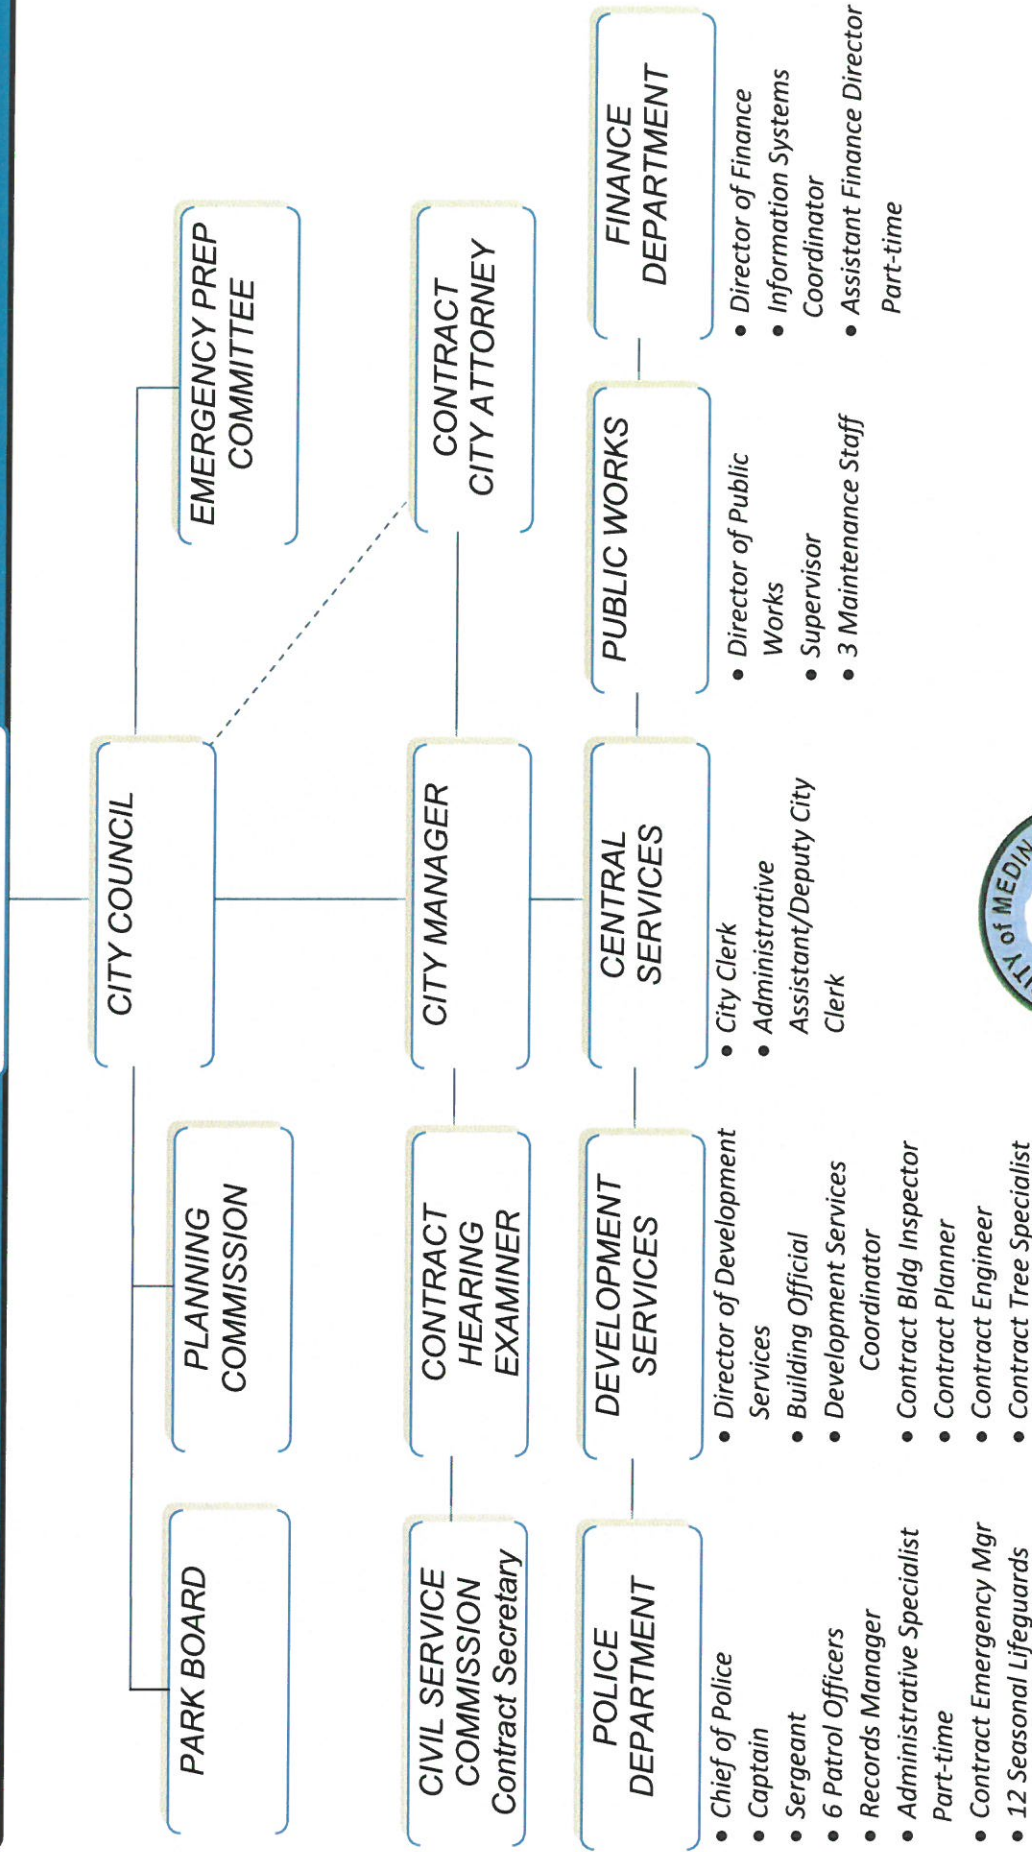 CITY COUNCIL
EMERGENCY PREP
COMMITTEE
PLANNING
COMMISSION
PARK BOARD
CITY MANAGER
CONTRACT
CITY ATTORNEY
CONTRACT
HEARING
EXAMINER
CIVIL SERVICE
COMMISSION
Contract Secretary
POLICE
DEPARTMENT
• Chief of Police
• Captain
• Sergeant
• 6 Patrol Officers
• Records Manager
• Administrative Specialist
Part-time
• Contract Emergency Mgr
• 12 Seasonal Lifeguards
DEVELOPMENT
SERVICES
• Director of Development
Services
• Building Official
• Development Services
Coordinator
• Contract Bldg Inspector
• Contract Planner
• Contract Engineer
• Contract Tree Specialist
CENTRAL
SERVICES
• City Clerk
• Administrative
Assistant/Deputy City
Clerk
PUBLIC WORKS
• Director of Public
Works
• Supervisor
• 3 Maintenance Staff
FINANCE
DEPARTMENT
• Director of Finance
• Information Systems
Coordinator
• Assistant Finance Director
Part-time
of MEDIN